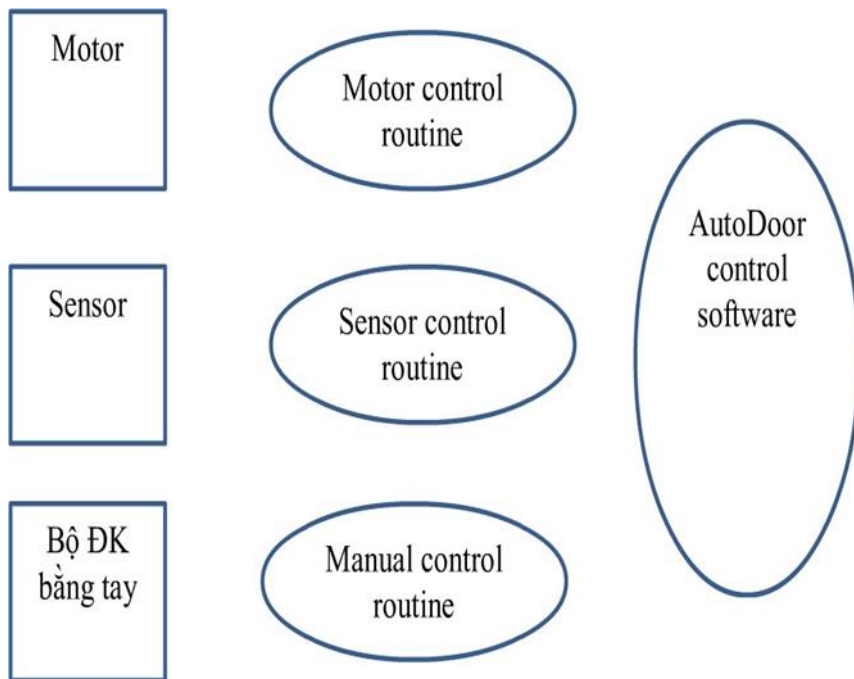 Motor
Motor control
routine
AutoDoor
control
software
Sensor
Sensor control
routine
Bộ ĐK
bằng tay
Manual control
routine